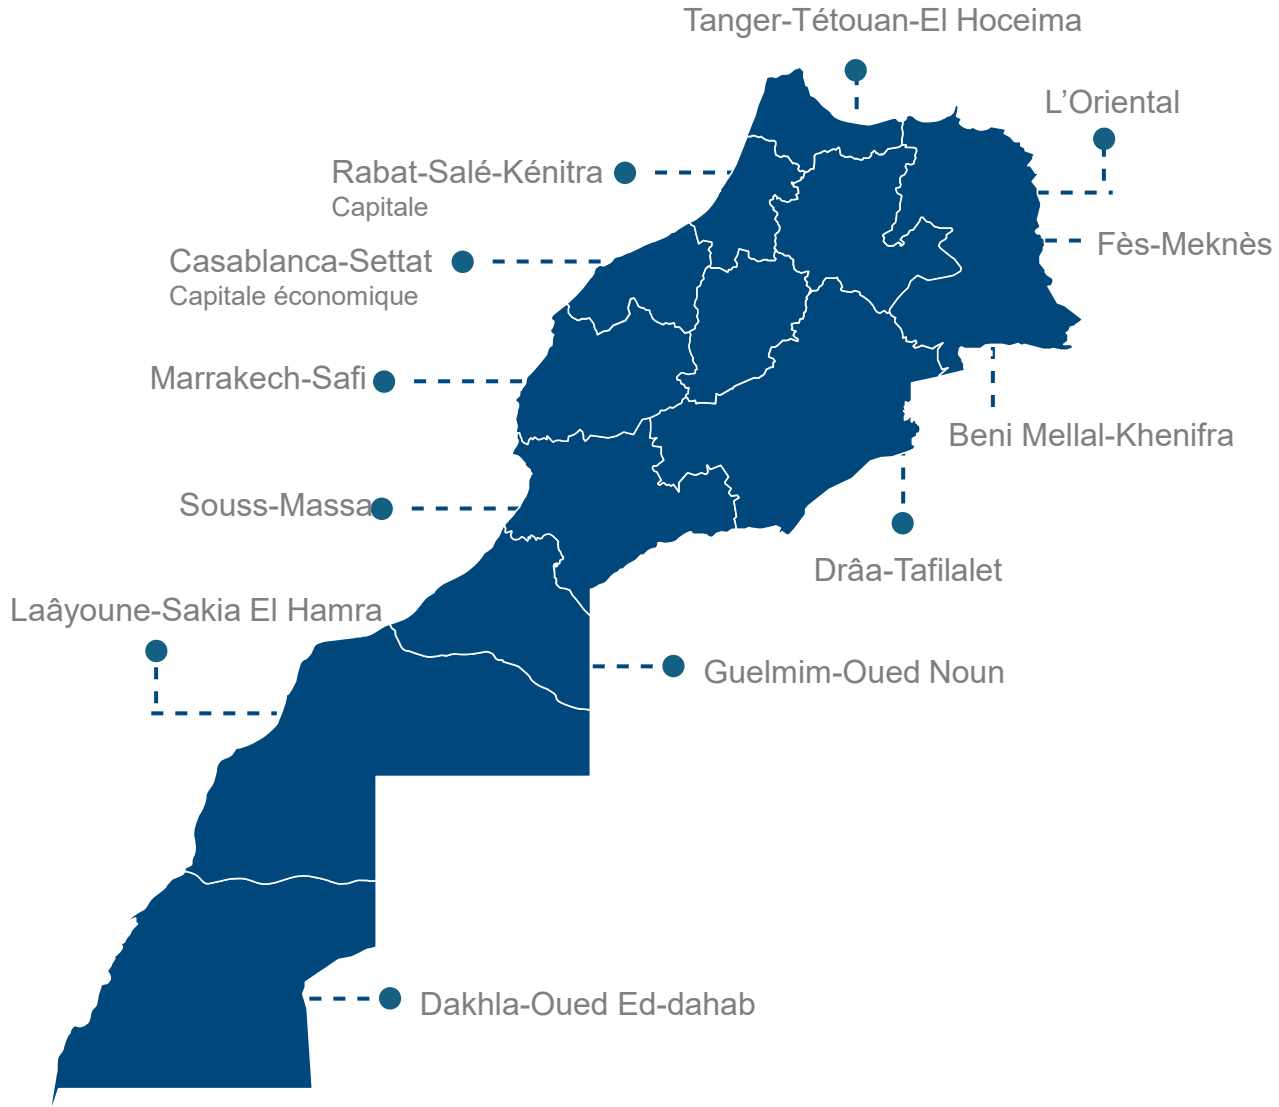 Tanger-Tétouan-El Hoceima
L’Oriental
Rabat-Salé-Kénitra
Capitale
Fès-Meknès
Casablanca-Settat
Capitale économique
Marrakech-Safi
Beni Mellal-Khenifra
Souss-Massa
Drâa-Tafilalet
Laâyoune-Sakia El Hamra
Guelmim-Oued Noun
Dakhla-Oued Ed-dahab